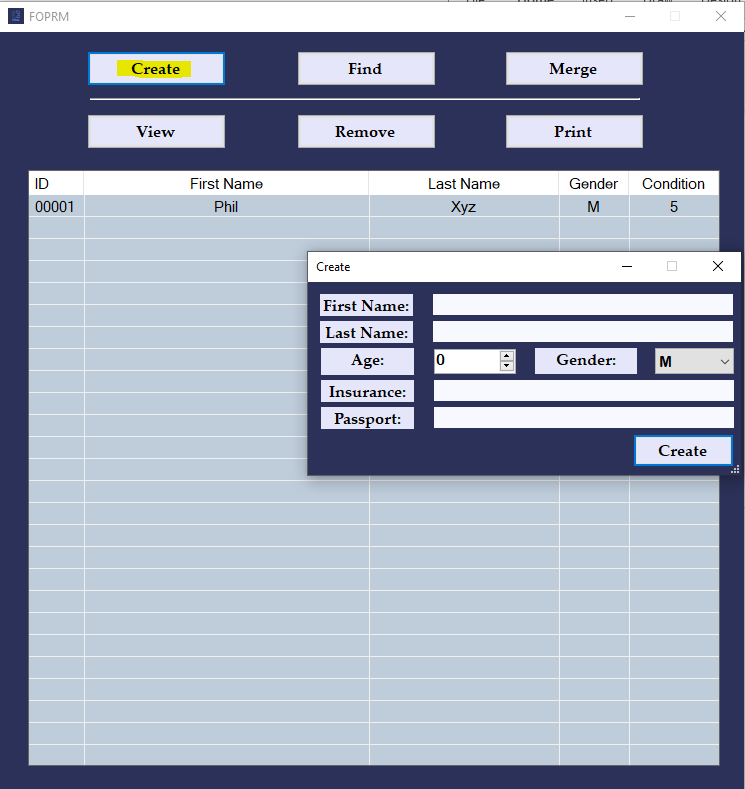 FOPRM
Create Find Merge
View Remove Print
ID First Name Last Name Gender Condition
00001 Phil Xyz M 5
Create
First Name:
Last Name:
Age: 0 Gender: M
Insurance:
Passport:
Create